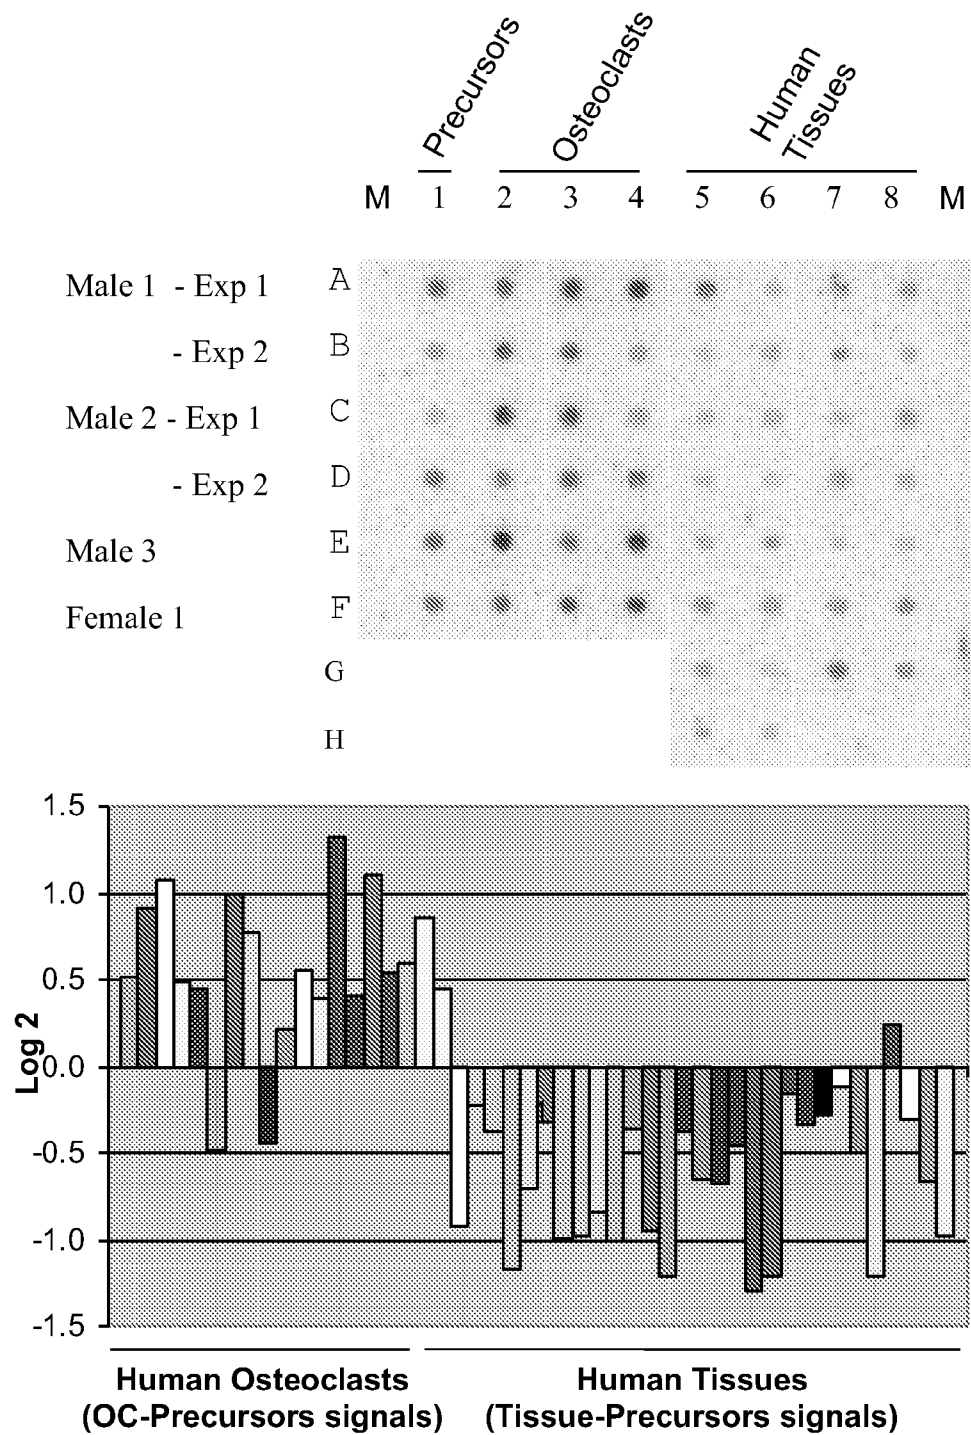 Precursors
Osteoclasts
Human
Tissues
M 1 2 3 4 5 6 7 8 M
Male 1 - Exp 1 A
- Exp 2 B
Male 2 - Exp 1 C
- Exp 2 D
Male 3 E
Female 1 F
G
H
1.5
1.0
0.5
0.0
-0.5
-1.0
-1.5
Log 2
Human Osteoclasts
(OC-Precursors signals)
Human Tissues
(Tissue-Precursors signals)